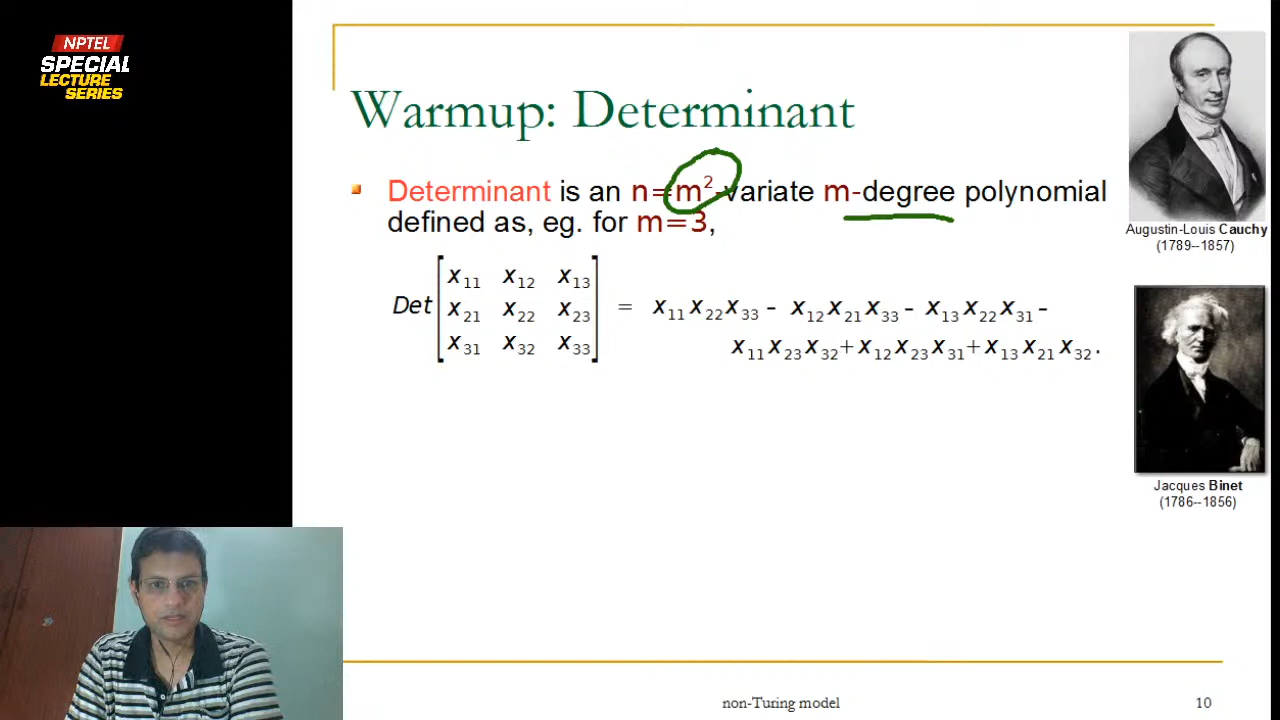 NPTEL
SPECIAL
LECTURE
SERIES
Warmup: Determinant
Determinant is an n=m²-variate m-degree polynomial
defined as, eg. for m=3,
Det [ x₁₁ x₁₂ x₁₃
x₂₁ x₂₂ x₂₃
x₃₁ x₃₂ x₃₃ ] = x₁₁x₂₂x₃₃ - x₁₂x₂₁x₃₃ - x₁₃x₂₂x₃₁ -
x₁₁x₂₃x₃₂+x₁₂x₂₃x₃₁+x₁₃x₂₁x₃₂.
Augustin-Louis Cauchy
(1789--1857)
Jacques Binet
(1786--1856)
non-Turing model
10